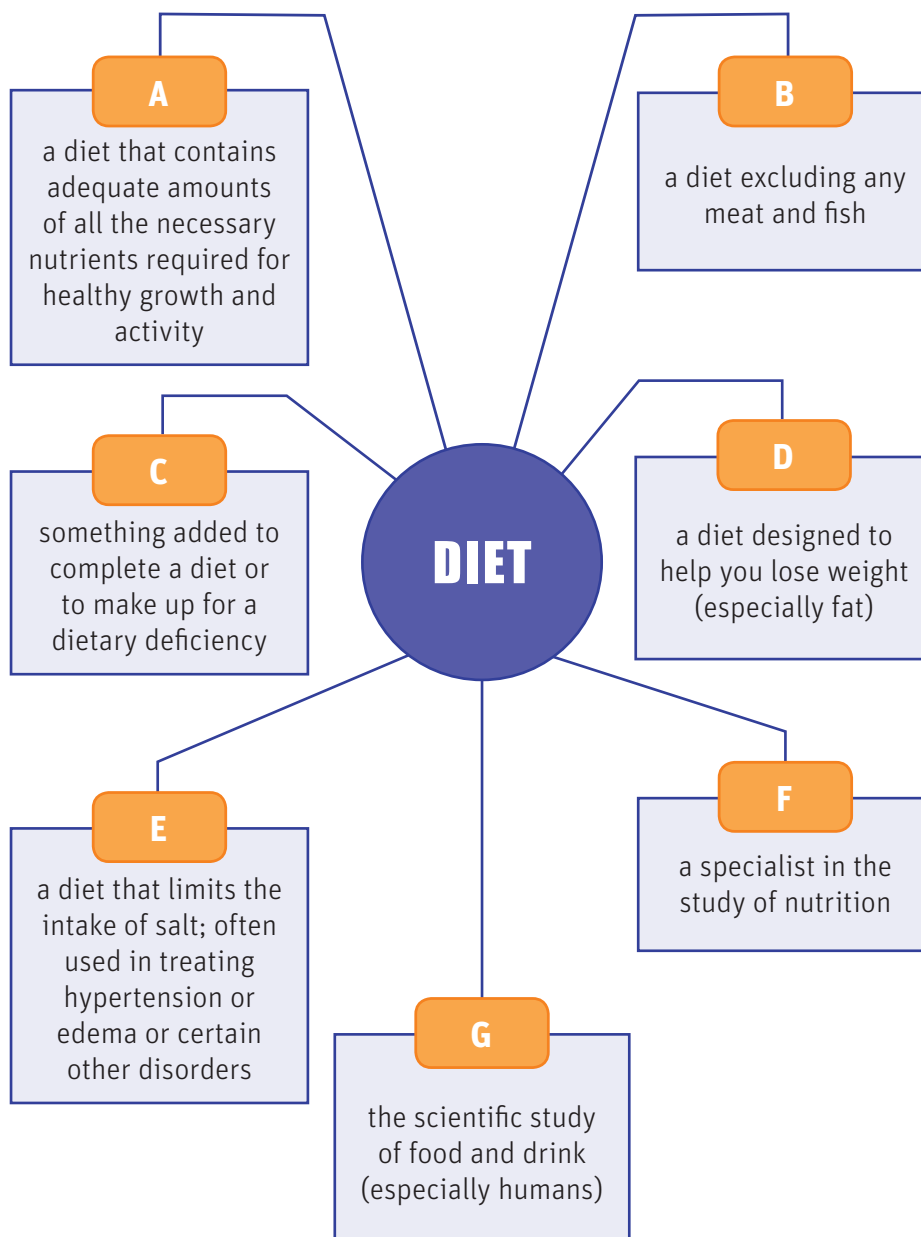 A
a diet that contains
adequate amounts
of all the necessary
nutrients required for
healthy growth and
activity
B
a diet excluding any
meat and fish
C
something added to
complete a diet or
to make up for a
dietary deficiency
DIET
D
a diet designed to
help you lose weight
(especially fat)
E
a diet that limits the
intake of salt; often
used in treating
hypertension or
edema or certain
other disorders
F
a specialist in the
study of nutrition
G
the scientific study
of food and drink
(especially humans)